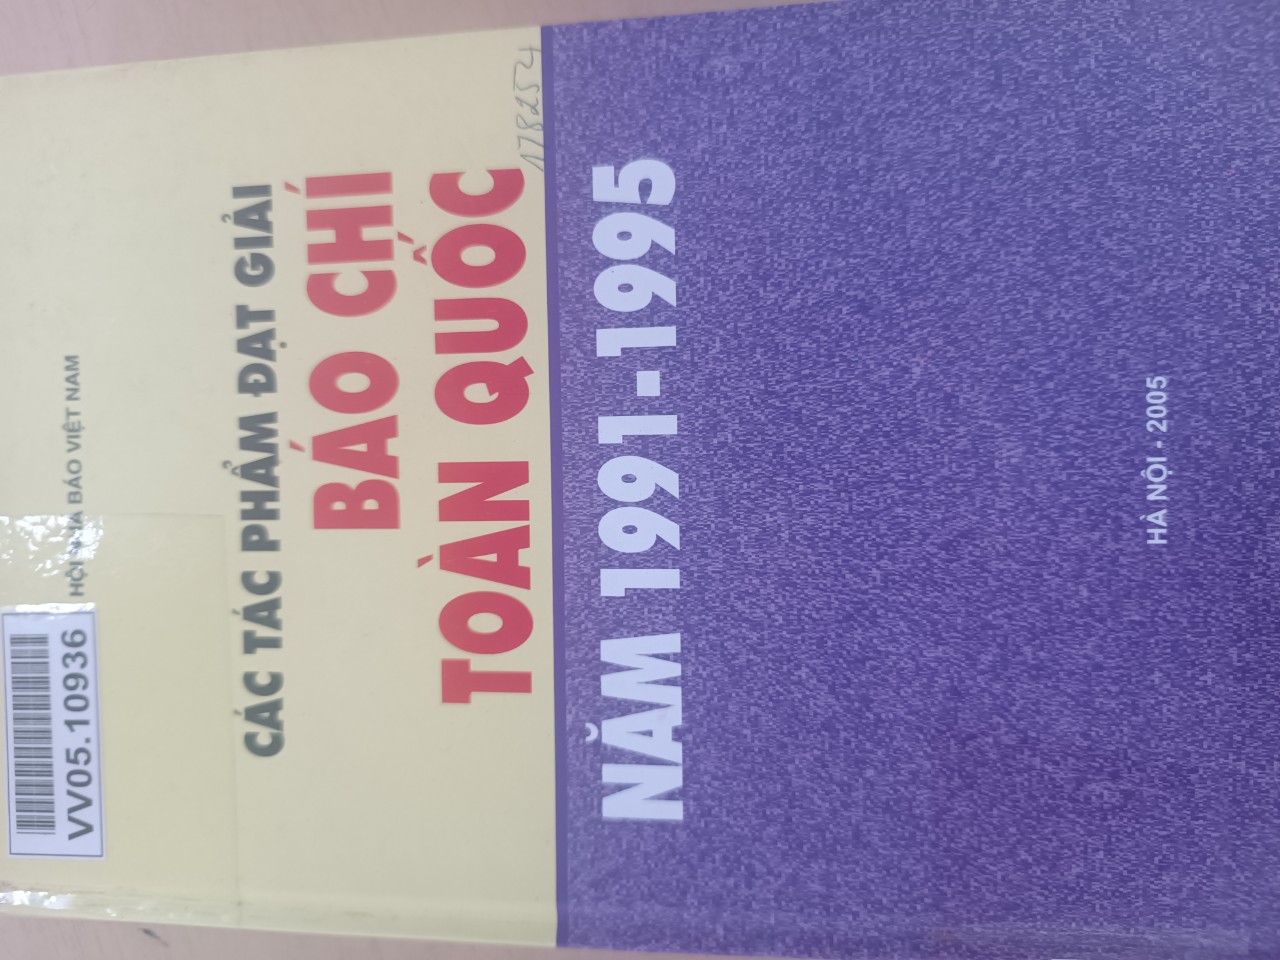 VV05.10936
HỘI NHÀ BÁO VIỆT NAM
CÁC TÁC PHẨM ĐẠT GIẢI
BÁO CHÍ
TOÀN QUỐC
178254
NĂM 1991-1995
HÀ NỘI - 2005